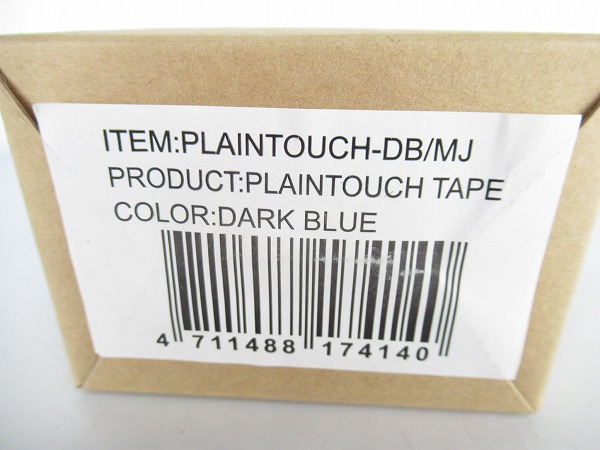 ITEM:PLAINTOUCH-DB/MJ
PRODUCT:PLAINTOUCH TAPE
COLOR:DARK BLUE
4 711488 174140